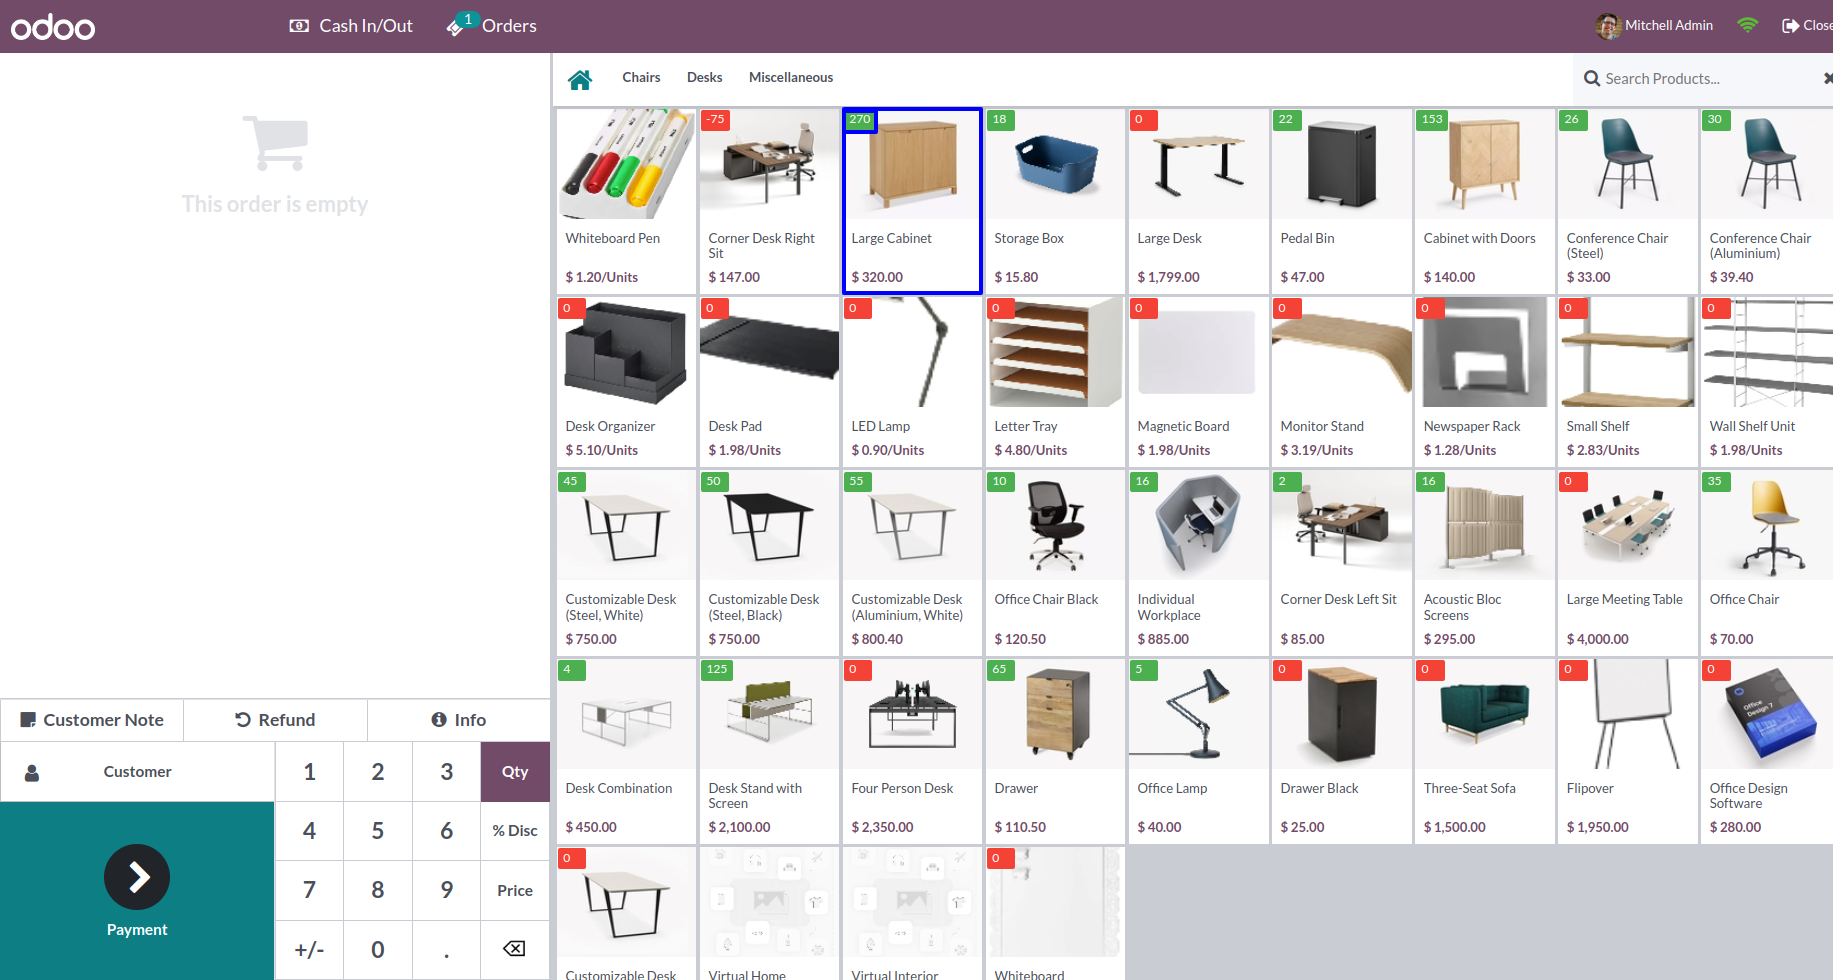 odoo
Cash In/Out
1
Orders
Mitchell Admin
Close
This order is empty
Chairs
Desks
Miscellaneous
Search Products...
Whiteboard Pen
$ 1.20/Units
-75
Corner Desk Right
Sit
$ 147.00
270
Large Cabinet
$ 320.00
18
Storage Box
$ 15.80
0
Large Desk
$ 1,799.00
22
Pedal Bin
$ 47.00
153
Cabinet with Doors
$ 140.00
26
Conference Chair
(Steel)
$ 33.00
30
Conference Chair
(Aluminium)
$ 39.40
0
Desk Organizer
$ 5.10/Units
0
Desk Pad
$ 1.98/Units
0
LED Lamp
$ 0.90/Units
0
Letter Tray
$ 4.80/Units
0
Magnetic Board
$ 1.98/Units
0
Monitor Stand
$ 3.19/Units
0
Newspaper Rack
$ 1.28/Units
0
Small Shelf
$ 2.83/Units
0
Wall Shelf Unit
$ 1.98/Units
45
Customizable Desk
(Steel, White)
$ 750.00
50
Customizable Desk
(Steel, Black)
$ 750.00
55
Customizable Desk
(Aluminium, White)
$ 800.40
10
Office Chair Black
$ 120.50
16
Individual
Workplace
$ 885.00
2
Corner Desk Left Sit
$ 85.00
16
Acoustic Bloc
Screens
$ 295.00
0
Large Meeting Table
$ 4,000.00
35
Office Chair
$ 70.00
4
Desk Combination
$ 450.00
125
Desk Stand with
Screen
$ 2,100.00
0
Four Person Desk
$ 2,350.00
65
Drawer
$ 110.50
5
Office Lamp
$ 40.00
0
Drawer Black
$ 25.00
0
Three-Seat Sofa
$ 1,500.00
0
Flipover
$ 1,950.00
0
Office
Design 7
Office Design
Software
$ 280.00
0
Customizable Desk
Virtual Home
Virtual Interior
0
Whiteboard
Customer Note
Refund
Info
Customer
1
2
3
Qty
4
5
6
% Disc
7
8
9
Price
+/-
0
.
Payment